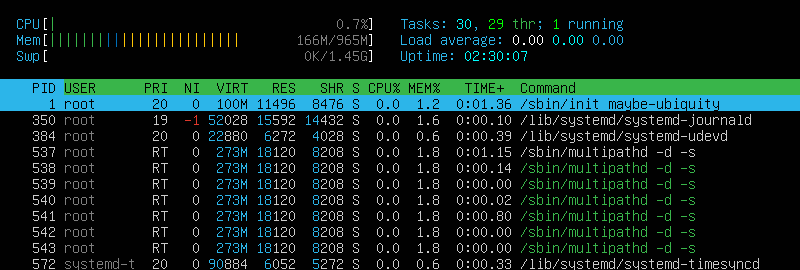 CPU[| 0.7%] Tasks: 30, 29 thr; 1 running
Mem[||||||||||||||||||||||||| 166M/965M] Load average: 0.00 0.00 0.00
Swp[ 0K/1.45G] Uptime: 02:30:07
PID USER PRI NI VIRT RES SHR S CPU% MEM% TIME+ Command
1 root 20 0 100M 11496 8476 S 0.0 1.2 0:01.36 /sbin/init maybe-ubiquity
350 root 19 -1 52028 15592 14432 S 0.0 1.6 0:00.10 /lib/systemd/systemd-journald
384 root 20 0 22880 6272 4028 S 0.0 0.6 0:00.39 /lib/systemd/systemd-udevd
537 root RT 0 273M 18120 8208 S 0.0 1.8 0:01.15 /sbin/multipathd -d -s
538 root RT 0 273M 18120 8208 S 0.0 1.8 0:00.14 /sbin/multipathd -d -s
539 root RT 0 273M 18120 8208 S 0.0 1.8 0:00.00 /sbin/multipathd -d -s
540 root RT 0 273M 18120 8208 S 0.0 1.8 0:00.02 /sbin/multipathd -d -s
541 root RT 0 273M 18120 8208 S 0.0 1.8 0:00.80 /sbin/multipathd -d -s
542 root RT 0 273M 18120 8208 S 0.0 1.8 0:00.00 /sbin/multipathd -d -s
543 root RT 0 273M 18120 8208 S 0.0 1.8 0:00.00 /sbin/multipathd -d -s
572 systemd-t 20 0 90884 6052 5272 S 0.0 0.6 0:00.33 /lib/systemd/systemd-timesyncd